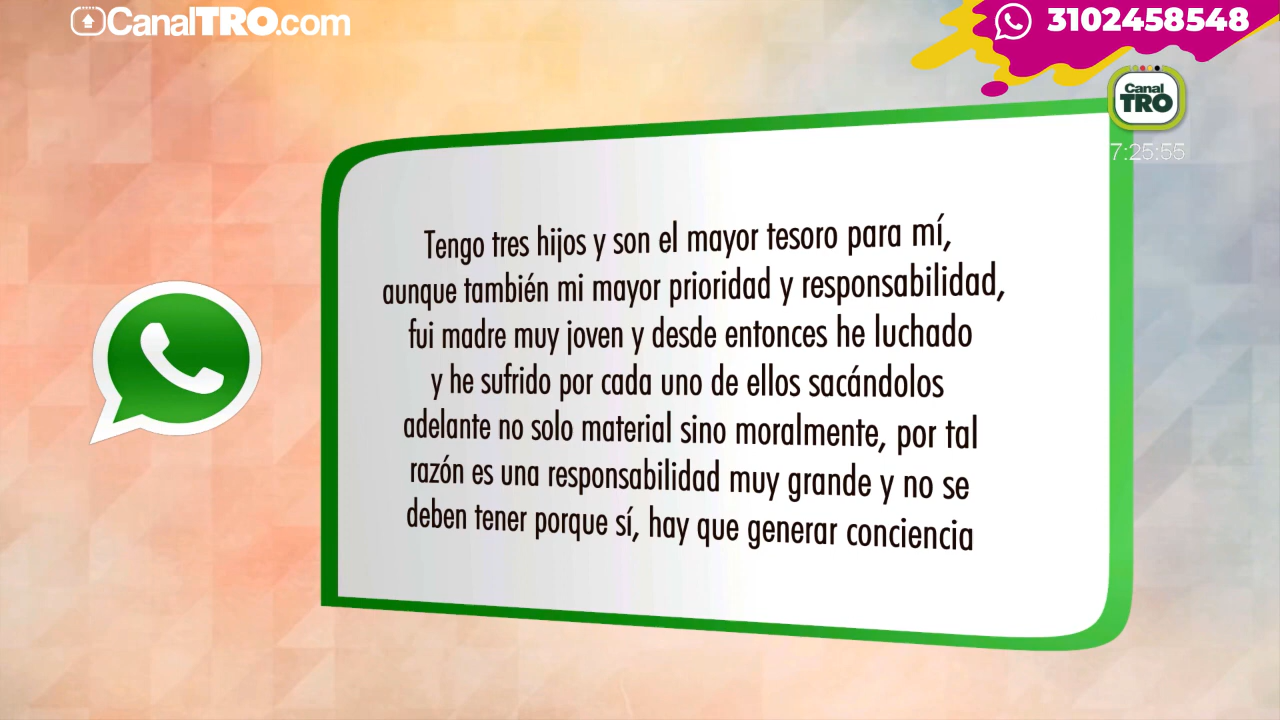 CanalTRO.com
3102458548
Canal
TRO
7:25:55
Tengo tres hijos y son el mayor tesoro para mí,
aunque también mi mayor prioridad y responsabilidad,
fui madre muy joven y desde entonces he luchado
y he sufrido por cada uno de ellos sacándolos
adelante no solo material sino moralmente, por tal
razón es una responsabilidad muy grande y no se
deben tener porque sí, hay que generar conciencia